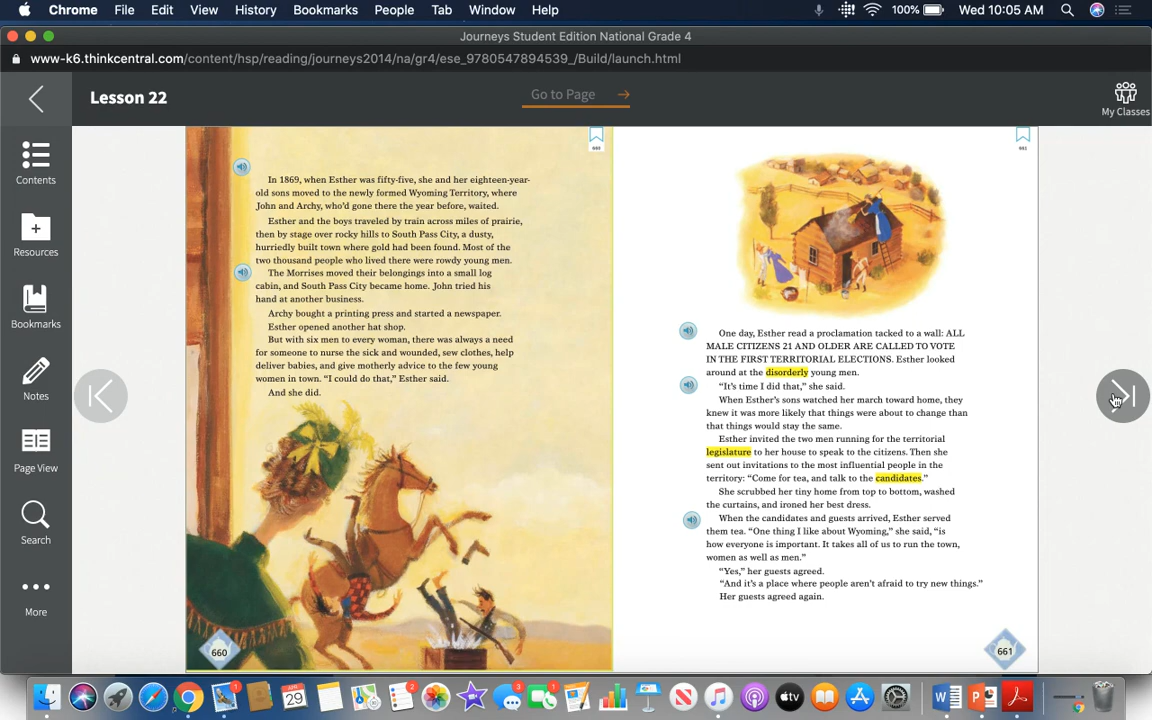 Chrome File Edit View History Bookmarks People Tab Window Help 100% Wed 10:05 AM
Journeys Student Edition National Grade 4
www-k6.thinkcentral.com/content/hsp/reading/journeys2014/na/gr4/ese_9780547894539_/Build/launch.html
Lesson 22
Go to Page
My Classes
Contents
Resources
Bookmarks
Notes
Page View
Search
More
In 1869, when Esther was fifty-five, she and her eighteen-year-
old sons moved to the newly formed Wyoming Territory, where
John and Archy, who'd gone there the year before, waited.
Esther and the boys traveled by train across miles of prairie,
then by stage over rocky hills to South Pass City, a dusty,
hurriedly built town where gold had been found. Most of the
two thousand people who lived there were rowdy young men.
The Morrises moved their belongings into a small log
cabin, and South Pass City became home. John tried his
hand at another business.
Archy bought a printing press and started a newspaper.
Esther opened another hat shop.
But with six men to every woman, there was always a need
for someone to nurse the sick and wounded, sew clothes, help
deliver babies, and give motherly advice to the few young
women in town. “I could do that,” Esther said.
And she did.
660
661
One day, Esther read a proclamation tacked to a wall: ALL
MALE CITIZENS 21 AND OLDER ARE CALLED TO VOTE
IN THE FIRST TERRITORIAL ELECTIONS. Esther looked
around at the disorderly young men.
“It's time I did that,” she said.
When Esther's sons watched her march toward home, they
knew it was more likely that things were about to change than
that things would stay the same.
Esther invited the two men running for the territorial
legislature to her house to speak to the citizens. Then she
sent out invitations to the most influential people in the
territory: “Come for tea, and talk to the candidates.”
She scrubbed her tiny home from top to bottom, washed
the curtains, and ironed her best dress.
When the candidates and guests arrived, Esther served
them tea. “One thing I like about Wyoming,” she said, “is
how everyone is important. It takes all of us to run the town,
women as well as men.”
“Yes,” her guests agreed.
“And it's a place where people aren't afraid to try new things.”
Her guests agreed again.
661
APR
29
1
2
3
1
tv